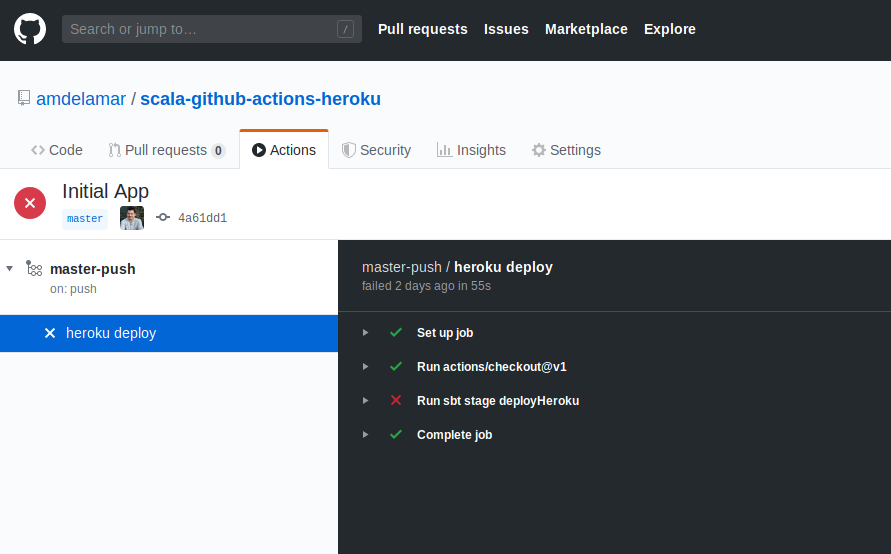 Search or jump to… /
Pull requests Issues Marketplace Explore
amdelamar / scala-github-actions-heroku
Code Pull requests 0 Actions Security Insights Settings
Initial App
master 4a61dd1
master-push
on: push
heroku deploy
master-push / heroku deploy
failed 2 days ago in 55s
Set up job
Run actions/checkout@v1
Run sbt stage deployHeroku
Complete job